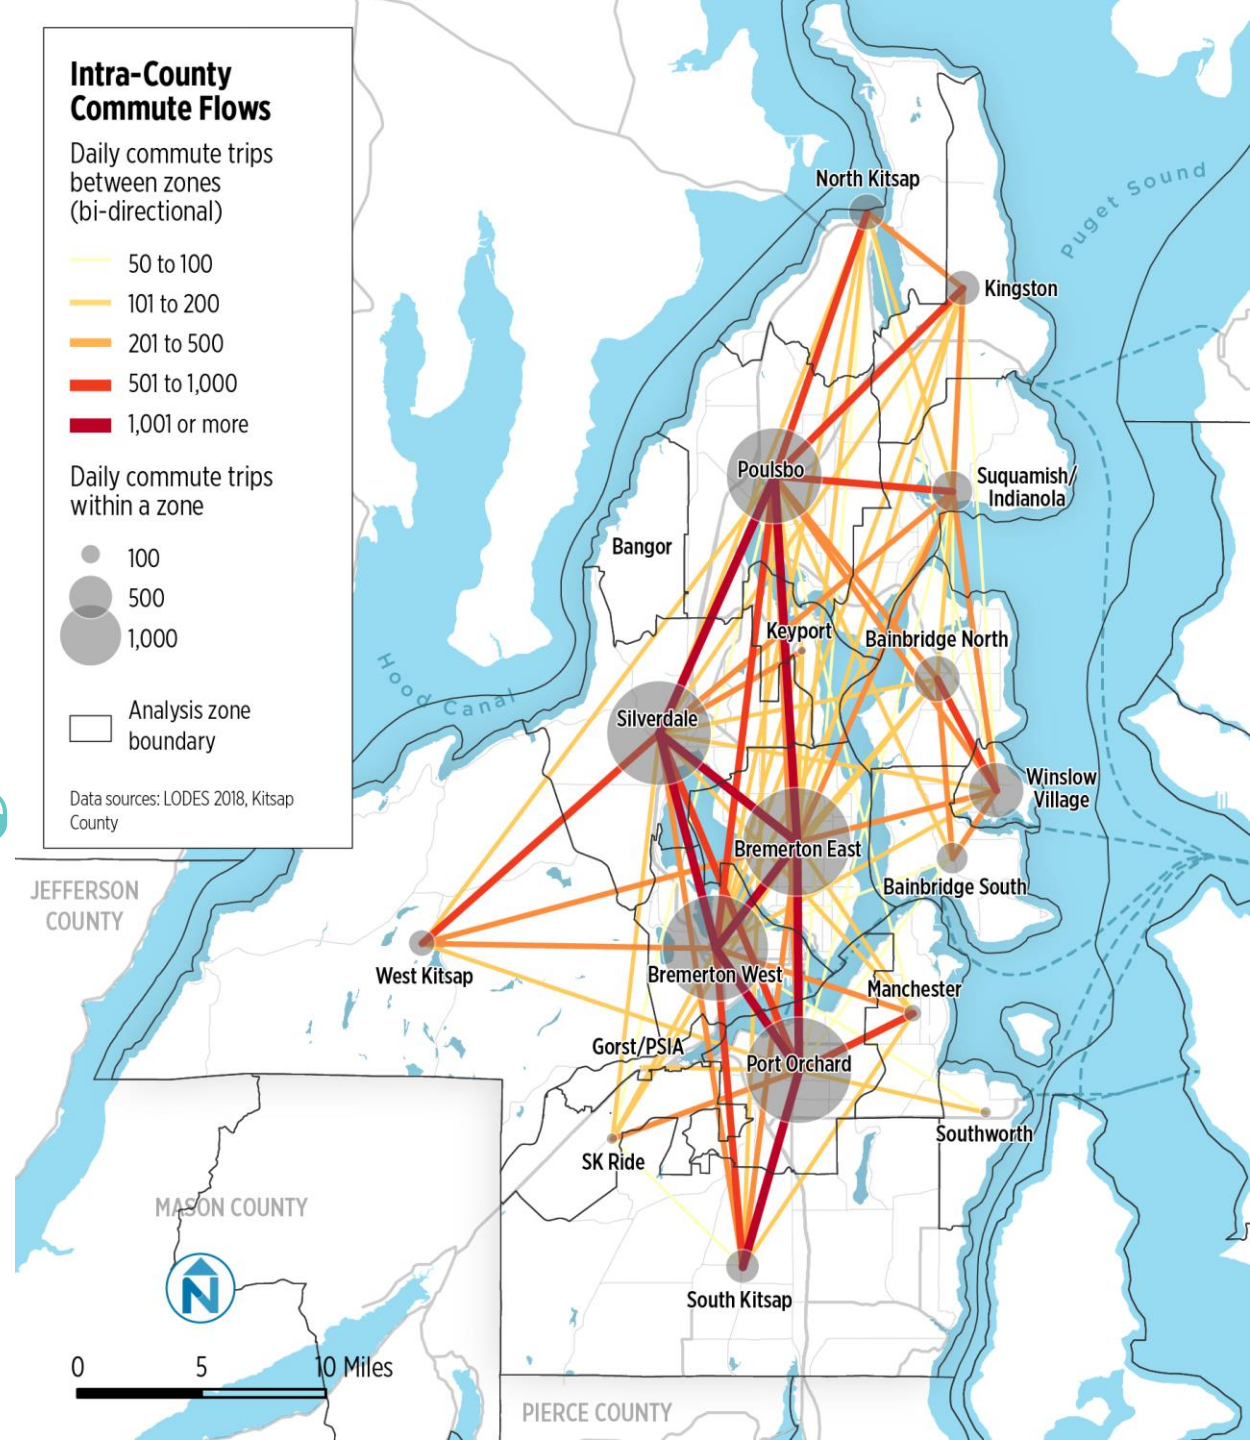 Intra-County
Commute Flows
Daily commute trips
between zones
(bi-directional)
50 to 100
101 to 200
201 to 500
501 to 1,000
1,001 or more
Daily commute trips
within a zone
100
500
1,000
Analysis zone
boundary
Data sources: LODES 2018, Kitsap
County
North Kitsap
Puget Sound
Kingston
Poulsbo
Suquamish/
Indianola
Bangor
Keyport
Bainbridge North
Hood Canal
Silverdale
Winslow
Village
Bremerton East
Bainbridge South
JEFFERSON
COUNTY
West Kitsap
Bremerton West
Manchester
Gorst/PSIA
Port Orchard
Southworth
SK Ride
MASON COUNTY
N
South Kitsap
0 5 10 Miles
PIERCE COUNTY